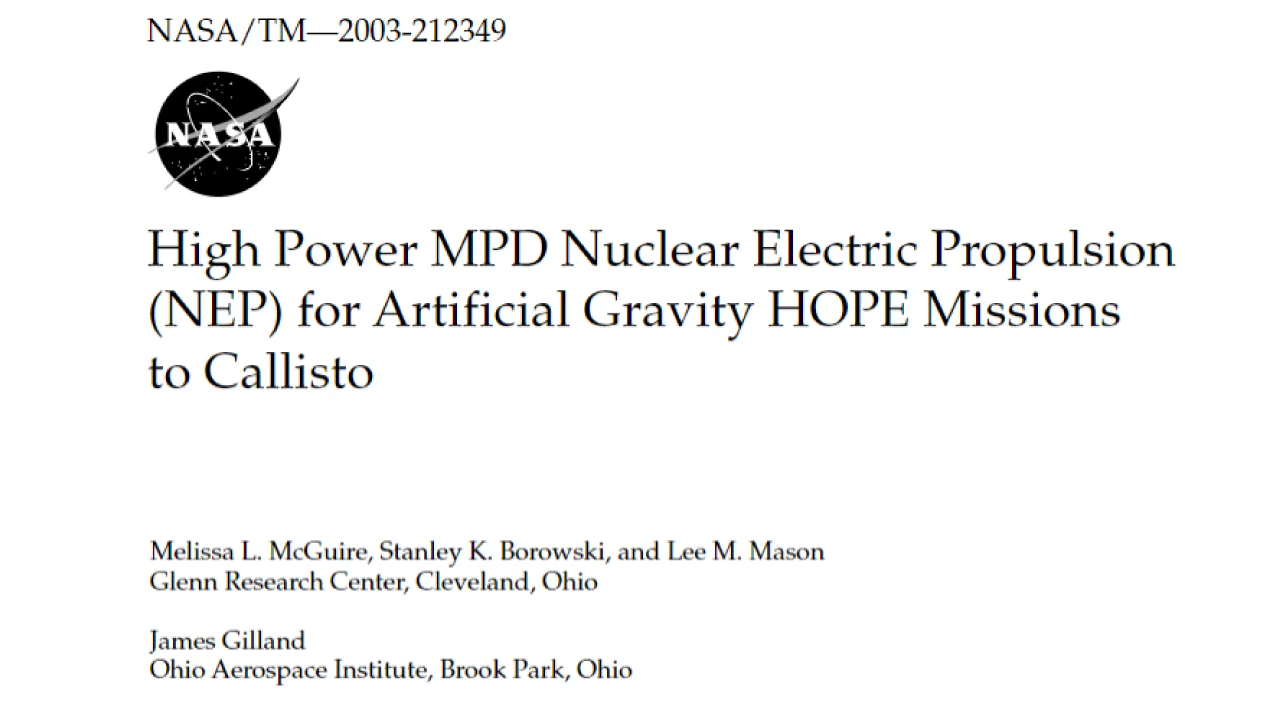 NASA/TM—2003-212349
NASA
High Power MPD Nuclear Electric Propulsion
(NEP) for Artificial Gravity HOPE Missions
to Callisto
Melissa L. McGuire, Stanley K. Borowski, and Lee M. Mason
Glenn Research Center, Cleveland, Ohio
James Gilland
Ohio Aerospace Institute, Brook Park, Ohio